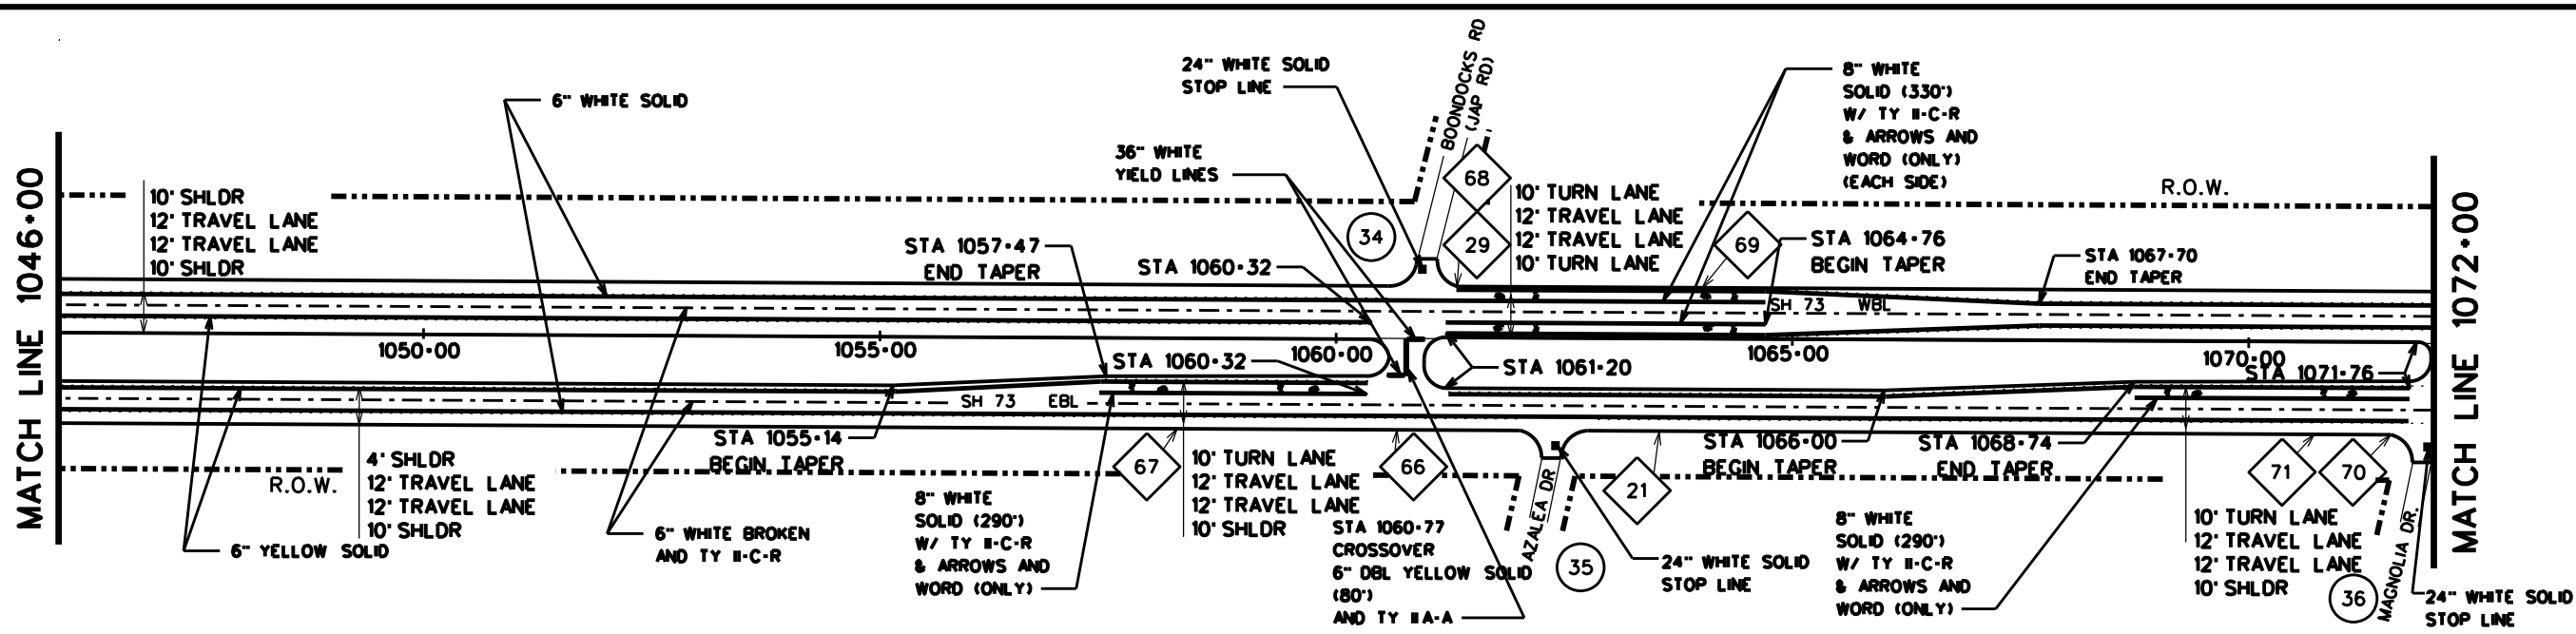 MATCH LINE 1046+00
10' SHLDR
12' TRAVEL LANE
12' TRAVEL LANE
10' SHLDR
6" WHITE SOLID
24" WHITE SOLID
STOP LINE
36" WHITE
YIELD LINES
BOONDOCKS RD
(JAP RD)
34
68
29
10' TURN LANE
12' TRAVEL LANE
12' TRAVEL LANE
10' TURN LANE
8" WHITE
SOLID (330')
W/ TY II-C-R
& ARROWS AND
WORD (ONLY)
(EACH SIDE)
R.O.W.
69
STA 1057+47
END TAPER
STA 1060+32
STA 1064+76
BEGIN TAPER
STA 1067+70
END TAPER
SH 73 WBL
1050+00
1055+00
1060+00
1065+00
1070+00
STA 1060+32
STA 1061+20
STA 1071+76
SH 73 EBL
STA 1055+14
BEGIN TAPER
STA 1066+00
BEGIN TAPER
STA 1068+74
END TAPER
R.O.W.
4' SHLDR
12' TRAVEL LANE
12' TRAVEL LANE
10' SHLDR
6" YELLOW SOLID
6" WHITE BROKEN
AND TY II-C-R
8" WHITE
SOLID (290')
W/ TY II-C-R
& ARROWS AND
WORD (ONLY)
67
10' TURN LANE
12' TRAVEL LANE
12' TRAVEL LANE
10' SHLDR
66
STA 1060+77
CROSSOVER
6" DBL YELLOW SOLID
(80')
AND TY II A-A
AZALEA DR
35
21
24" WHITE SOLID
STOP LINE
8" WHITE
SOLID (290')
W/ TY II-C-R
& ARROWS AND
WORD (ONLY)
71
70
10' TURN LANE
12' TRAVEL LANE
12' TRAVEL LANE
10' SHLDR
36
MAGNOLIA DR.
24" WHITE SOLID
STOP LINE
MATCH LINE 1072+00